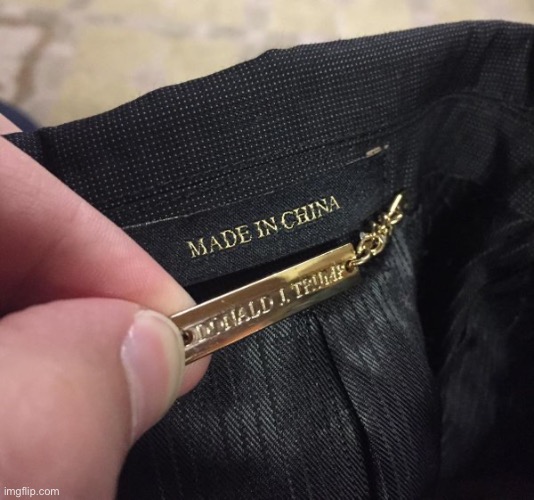 MADE IN CHINA
DONALD J. TRUMP
imgflip.com